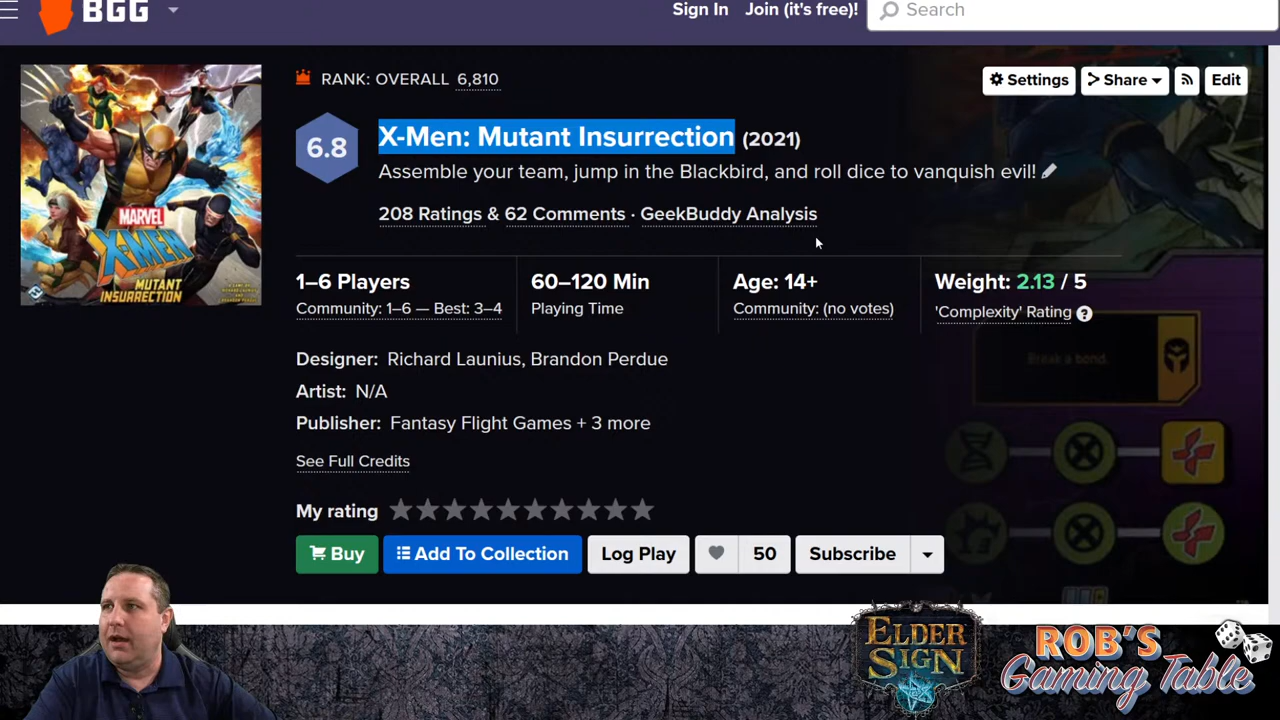 BGG
Sign In
Join (it's free)!
Search
RANK: OVERALL 6,810
Settings
Share
Edit
6.8
X-Men: Mutant Insurrection (2021)
Assemble your team, jump in the Blackbird, and roll dice to vanquish evil!
208 Ratings & 62 Comments · GeekBuddy Analysis
MARVEL
X-MEN
MUTANT
INSURRECTION
1–6 Players
Community: 1–6 — Best: 3–4
60–120 Min
Playing Time
Age: 14+
Community: (no votes)
Weight: 2.13 / 5
'Complexity' Rating ?
Break a bond.
Designer: Richard Launius, Brandon Perdue
Artist: N/A
Publisher: Fantasy Flight Games + 3 more
See Full Credits
My rating
Buy
Add To Collection
Log Play
50
Subscribe
ELDER
SIGN
ROB'S
Gaming Table